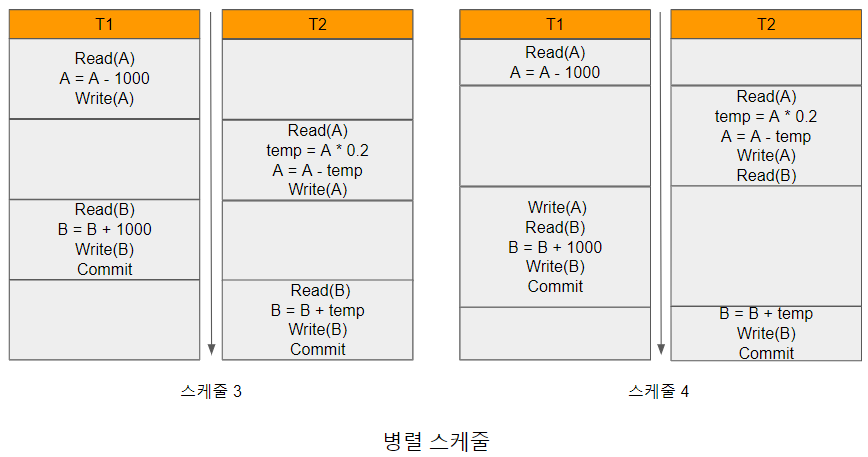 T1
T2
Read(A)
A = A - 1000
Write(A)
Read(A)
temp = A * 0.2
A = A - temp
Write(A)
Read(B)
B = B + 1000
Write(B)
Commit
Read(B)
B = B + temp
Write(B)
Commit
스케줄 3
T1
T2
Read(A)
A = A - 1000
Read(A)
temp = A * 0.2
A = A - temp
Write(A)
Read(B)
Write(A)
Read(B)
B = B + 1000
Write(B)
Commit
B = B + temp
Write(B)
Commit
스케줄 4
병렬 스케줄